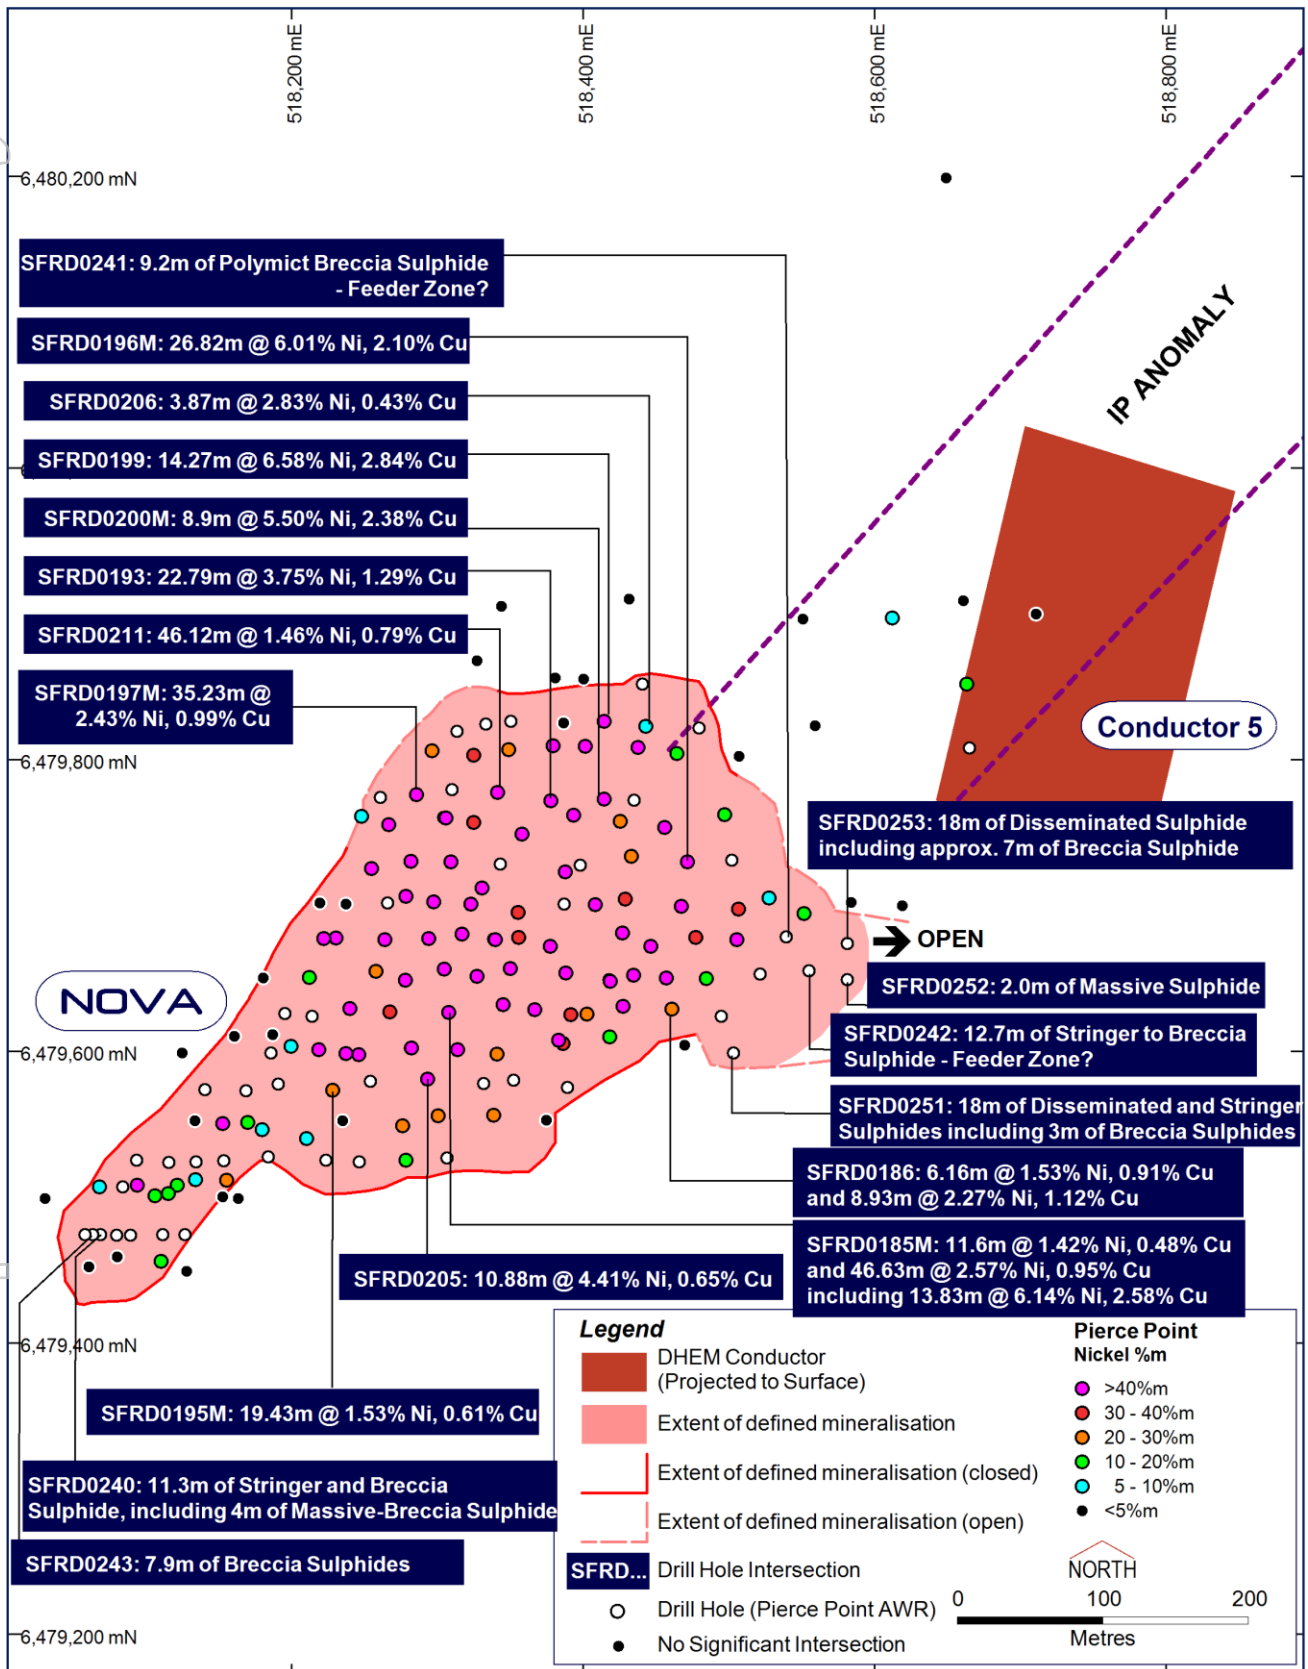 518,200 mE
518,400 mE
518,600 mE
518,800 mE
6,480,200 mN
SFRD0241: 9.2m of Polymict Breccia Sulphide
- Feeder Zone?
SFRD0196M: 26.82m @ 6.01% Ni, 2.10% Cu
SFRD0206: 3.87m @ 2.83% Ni, 0.43% Cu
SFRD0199: 14.27m @ 6.58% Ni, 2.84% Cu
SFRD0200M: 8.9m @ 5.50% Ni, 2.38% Cu
SFRD0193: 22.79m @ 3.75% Ni, 1.29% Cu
SFRD0211: 46.12m @ 1.46% Ni, 0.79% Cu
SFRD0197M: 35.23m @
2.43% Ni, 0.99% Cu
IP ANOMALY
Conductor 5
6,479,800 mN
SFRD0253: 18m of Disseminated Sulphide
including approx. 7m of Breccia Sulphide
OPEN
NOVA
SFRD0252: 2.0m of Massive Sulphide
6,479,600 mN
SFRD0242: 12.7m of Stringer to Breccia
Sulphide - Feeder Zone?
SFRD0251: 18m of Disseminated and Stringer
Sulphides including 3m of Breccia Sulphides
SFRD0186: 6.16m @ 1.53% Ni, 0.91% Cu
and 8.93m @ 2.27% Ni, 1.12% Cu
SFRD0185M: 11.6m @ 1.42% Ni, 0.48% Cu
and 46.63m @ 2.57% Ni, 0.95% Cu
including 13.83m @ 6.14% Ni, 2.58% Cu
SFRD0205: 10.88m @ 4.41% Ni, 0.65% Cu
6,479,400 mN
SFRD0195M: 19.43m @ 1.53% Ni, 0.61% Cu
SFRD0240: 11.3m of Stringer and Breccia
Sulphide, including 4m of Massive-Breccia Sulphide
SFRD0243: 7.9m of Breccia Sulphides
6,479,200 mN
Legend
DHEM Conductor
(Projected to Surface)
Extent of defined mineralisation
Extent of defined mineralisation (closed)
Extent of defined mineralisation (open)
SFRD... Drill Hole Intersection
Drill Hole (Pierce Point AWR)
No Significant Intersection
Pierce Point
Nickel %m
>40%m
30 - 40%m
20 - 30%m
10 - 20%m
5 - 10%m
<5%m
NORTH
0 100 200
Metres